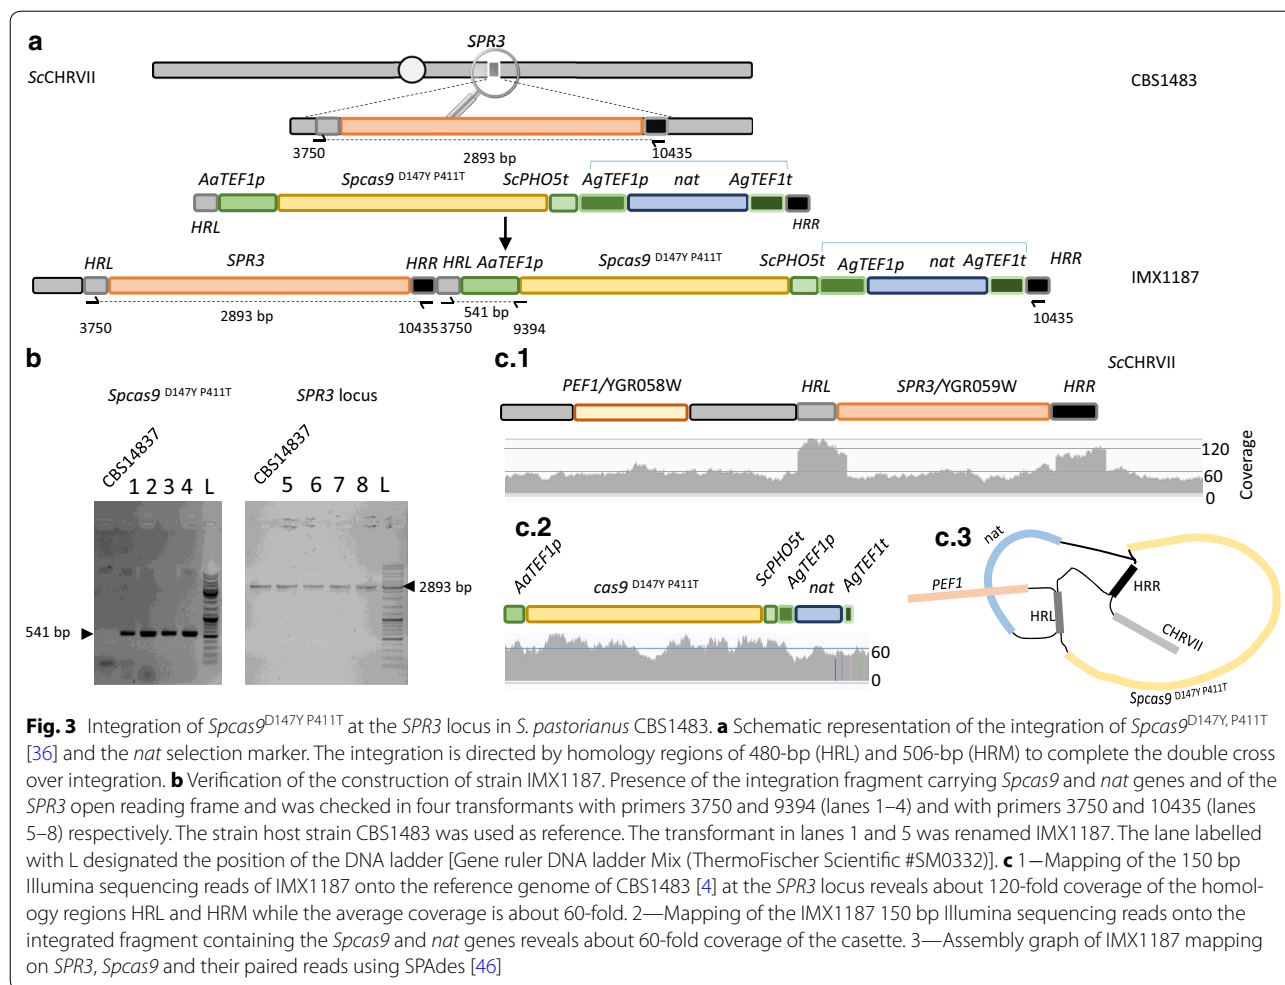 a
SPR3
ScCHRVII
CBS1483
3750
2893 bp
10435
AaTEF1p
Spcas9 D147Y P411T
ScPHO5t
AgTEF1p
nat
AgTEF1t
HRL
HRR
HRL
SPR3
HRR
HRL
AaTEF1p
Spcas9 D147Y P411T
ScPHO5t
AgTEF1p
nat
AgTEF1t
HRR
IMX1187
3750
2893 bp
10435
3750
541 bp
9394
10435
b
Spcas9 D147Y P411T
SPR3 locus
CBS14837
1 2 3 4 L
CBS14837
5 6 7 8 L
541 bp
2893 bp
c.1
ScCHRVII
PEF1/YGR058W
HRL
SPR3/YGR059W
HRR
120
60
0
Coverage
c.2
AaTEF1p
cas9 D147Y P411T
ScPHO5t
AgTEF1p
nat
AgTEF1t
60
0
c.3
nat
PEF1
HRL
HRR
CHRVII
Spcas9 D147Y P411T
Fig. 3 Integration of Spcas9D147Y P411T at the SPR3 locus in S. pastorianus CBS1483. a Schematic representation of the integration of Spcas9D147Y, P411T
[36] and the nat selection marker. The integration is directed by homology regions of 480-bp (HRL) and 506-bp (HRM) to complete the double cross
over integration. b Verification of the construction of strain IMX1187. Presence of the integration fragment carrying Spcas9 and nat genes and of the
SPR3 open reading frame and was checked in four transformants with primers 3750 and 9394 (lanes 1–4) and with primers 3750 and 10435 (lanes
5–8) respectively. The strain host strain CBS1483 was used as reference. The transformant in lanes 1 and 5 was renamed IMX1187. The lane labelled
with L designated the position of the DNA ladder [Gene ruler DNA ladder Mix (ThermoFischer Scientific #SM0332)]. c 1—Mapping of the 150 bp
Illumina sequencing reads of IMX1187 onto the reference genome of CBS1483 [4] at the SPR3 locus reveals about 120-fold coverage of the homol-
ogy regions HRL and HRM while the average coverage is about 60-fold. 2—Mapping of the IMX1187 150 bp Illumina sequencing reads onto the
integrated fragment containing the Spcas9 and nat genes reveals about 60-fold coverage of the casette. 3—Assembly graph of IMX1187 mapping
on SPR3, Spcas9 and their paired reads using SPAdes [46]